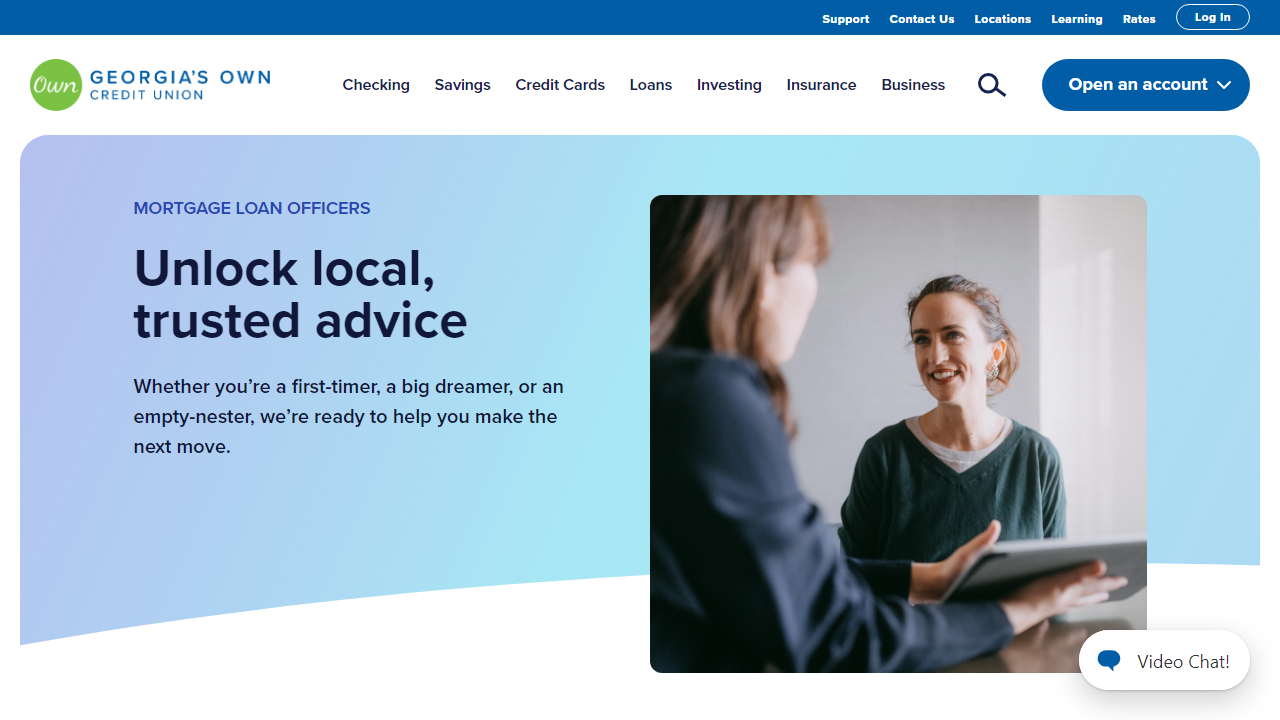 Support Contact Us Locations Learning Rates Log In
Own GEORGIA'S OWN
CREDIT UNION
Checking Savings Credit Cards Loans Investing Insurance Business Open an account
MORTGAGE LOAN OFFICERS
Unlock local,
trusted advice
Whether you’re a first-timer, a big dreamer, or an
empty-nester, we’re ready to help you make the
next move.
Video Chat!